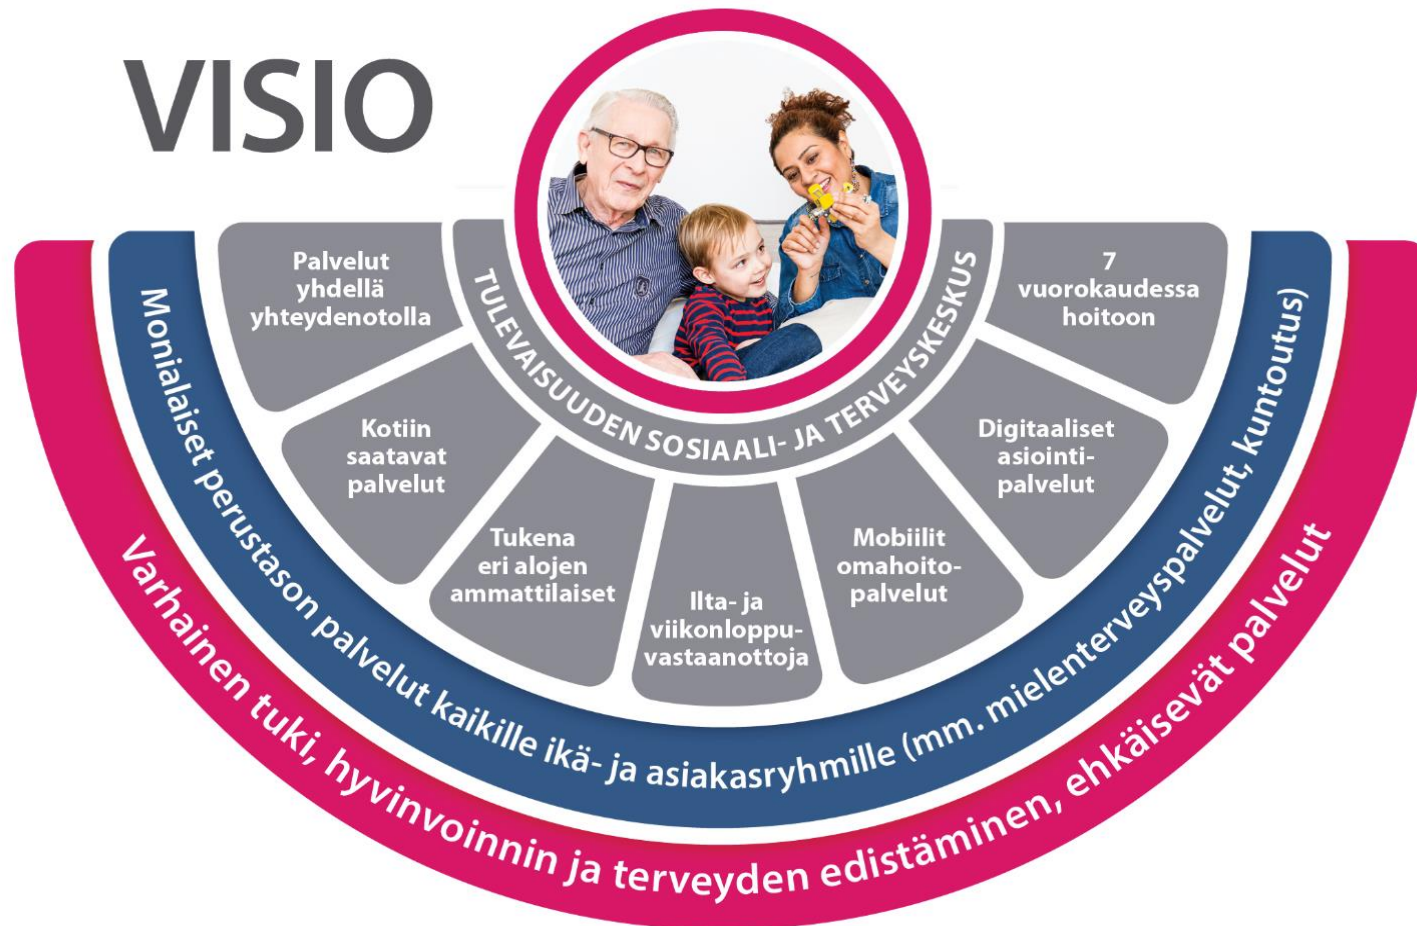 VISIO
TULEVAISUUDEN SOSIAALI- JA TERVEYSKESKUS
Palvelut
yhdellä
yhteydenotolla
Kotiin
saatavat
palvelut
Tukena
eri alojen
ammattilaiset
Ilta- ja
viikonloppu-
vastaanottoja
Mobiilit
omahoito-
palvelut
Digitaaliset
asiointi-
palvelut
7
vuorokaudessa
hoitoon
Monialaiset perustason palvelut kaikille ikä- ja asiakasryhmille (mm. mielenterveyspalvelut, kuntoutus)
Varhainen tuki, hyvinvoinnin ja terveyden edistäminen, ehkäisevät palvelut